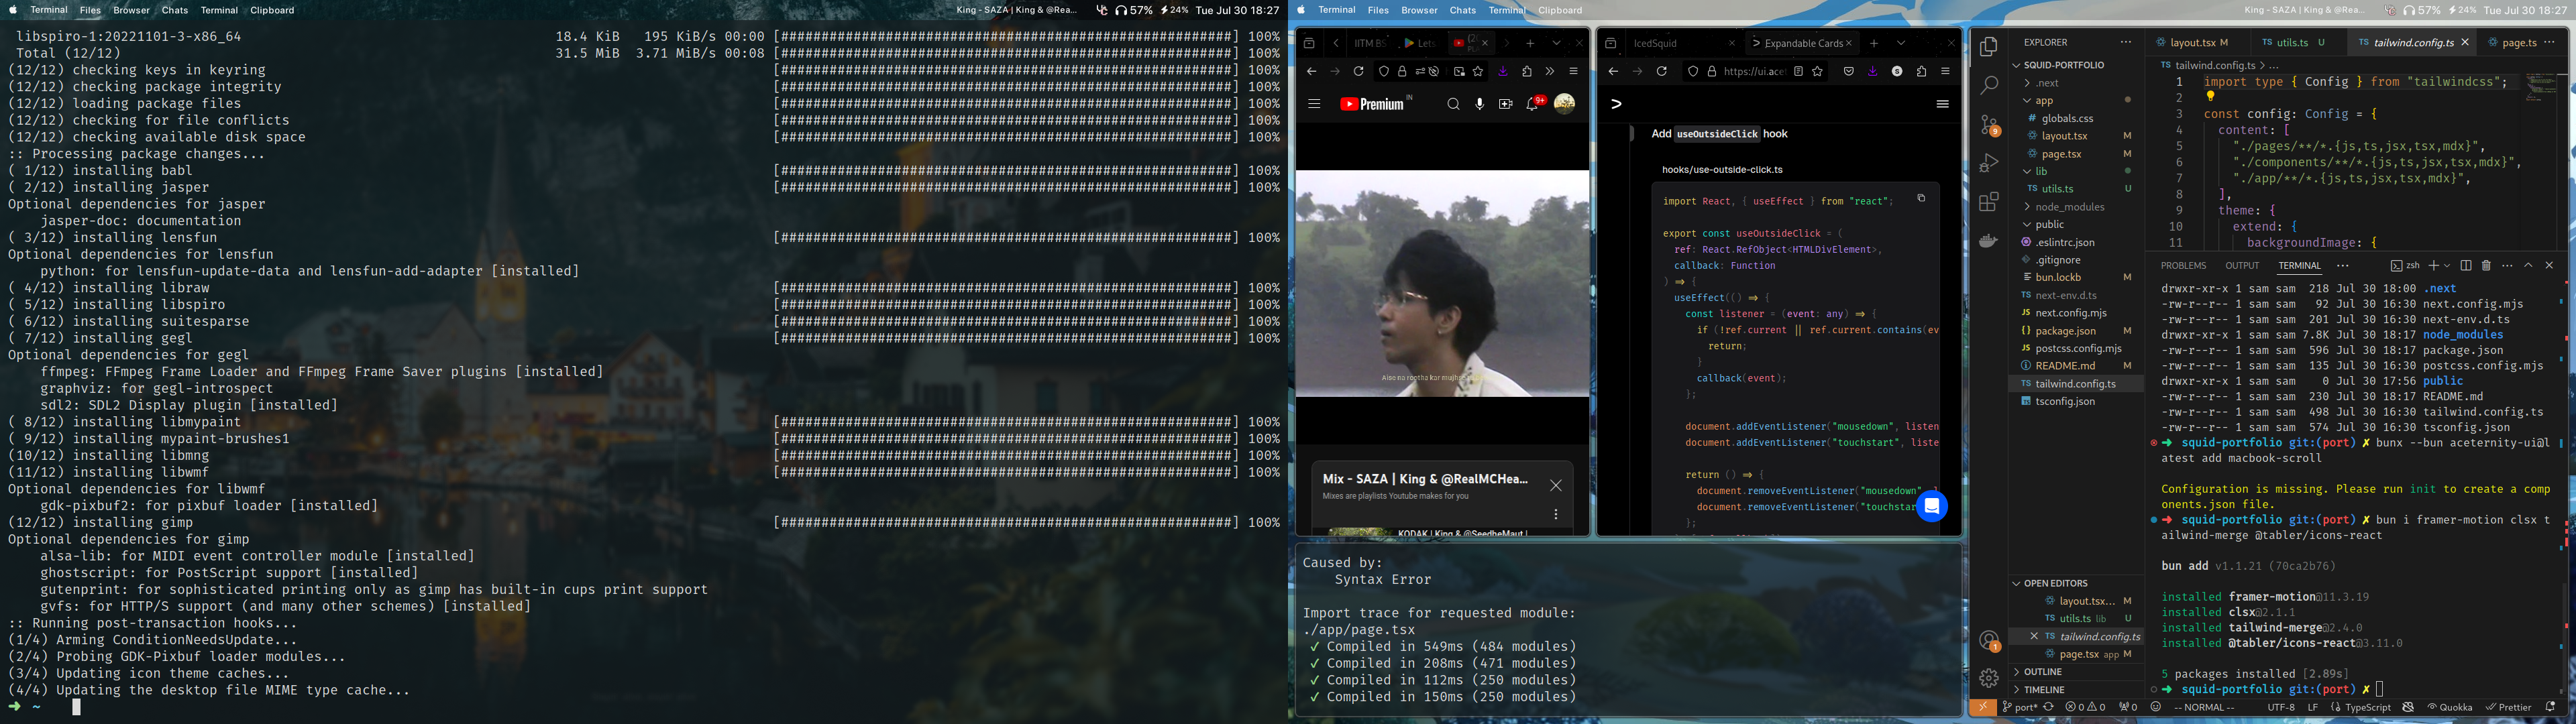 Terminal Files Browser Chats Terminal Clipboard
King - SAZA | King & @Rea... 57% 24% Tue Jul 30 18:27
libspiro-1:20221101-3-x86_64 18.4 KiB 195 KiB/s 00:00 [##########################################################] 100%
Total (12/12) 31.5 MiB 3.71 MiB/s 00:08 [##########################################################] 100%
(12/12) checking keys in keyring [##########################################################] 100%
(12/12) checking package integrity [##########################################################] 100%
(12/12) loading package files [##########################################################] 100%
(12/12) checking for file conflicts [##########################################################] 100%
(12/12) checking available disk space [##########################################################] 100%
:: Processing package changes...
( 1/12) installing babl [##########################################################] 100%
( 2/12) installing jasper [##########################################################] 100%
Optional dependencies for jasper
jasper-doc: documentation
( 3/12) installing lensfun [##########################################################] 100%
Optional dependencies for lensfun
python: for lensfun-update-data and lensfun-add-adapter [installed]
( 4/12) installing libraw [##########################################################] 100%
( 5/12) installing libspiro [##########################################################] 100%
( 6/12) installing suitesparse [##########################################################] 100%
( 7/12) installing gegl [##########################################################] 100%
Optional dependencies for gegl
ffmpeg: FFmpeg Frame Loader and FFmpeg Frame Saver plugins [installed]
graphviz: for gegl-introspect
sdl2: SDL2 Display plugin [installed]
( 8/12) installing libmypaint [##########################################################] 100%
( 9/12) installing mypaint-brushes1 [##########################################################] 100%
(10/12) installing libmng [##########################################################] 100%
(11/12) installing libwmf [##########################################################] 100%
Optional dependencies for libwmf
gdk-pixbuf2: for pixbuf loader [installed]
(12/12) installing gimp [##########################################################] 100%
Optional dependencies for gimp
alsa-lib: for MIDI event controller module [installed]
ghostscript: for PostScript support [installed]
gutenprint: for sophisticated printing only as gimp has built-in cups print support
gvfs: for HTTP/S support (and many other schemes) [installed]
:: Running post-transaction hooks...
(1/4) Arming ConditionNeedsUpdate...
(2/4) Probing GDK-Pixbuf loader modules...
(3/4) Updating icon theme caches...
(4/4) Updating the desktop file MIME type cache...
➜ ~
Terminal Files Browser Chats Terminal Clipboard
King - SAZA | King & @Rea... 57% 24% Tue Jul 30 18:27
IITM BS Lets
Premium IN 9+
Mix - SAZA | King & @RealMCHea...
Mixes are playlists Youtube makes for you
KODAK | King & @SeedheMaut |
IcedSquid Expandable Cards
https://ui.acet
Add useOutsideClick hook
hooks/use-outside-click.ts
import React, { useEffect } from "react";
export const useOutsideClick = (
ref: React.RefObject<HTMLDivElement>,
callback: Function
) => {
useEffect(() => {
const listener = (event: any) => {
if (!ref.current || ref.current.contains(ev
return;
}
callback(event);
};
document.addEventListener("mousedown", listen
document.addEventListener("touchstart", liste
return () => {
document.removeEventListener("mousedown",
document.removeEventListener("touchstar
};
Caused by:
Syntax Error
Import trace for requested module:
./app/page.tsx
✓ Compiled in 549ms (484 modules)
✓ Compiled in 208ms (471 modules)
✓ Compiled in 112ms (250 modules)
✓ Compiled in 150ms (250 modules)
EXPLORER ...
SQUID-PORTFOLIO
.next
app
globals.css
layout.tsx M
page.tsx M
lib
utils.ts U
node_modules
public
.eslintrc.json
.gitignore
bun.lockb M
next-env.d.ts
next.config.mjs
package.json M
postcss.config.mjs
README.md M
tailwind.config.ts
tsconfig.json
OPEN EDITORS
layout.tsx... M
utils.ts lib U
tailwind.config.ts
page.tsx app M
OUTLINE
TIMELINE
layout.tsx M utils.ts U tailwind.config.ts page.ts ...
tailwind.config.ts > ...
1 import type { Config } from "tailwindcss";
2
3 const config: Config = {
4 content: [
5 "./pages/**/*.{js,ts,jsx,tsx,mdx}",
6 "./components/**/*.{js,ts,jsx,tsx,mdx}",
7 "./app/**/*.{js,ts,jsx,tsx,mdx}",
8 ],
9 theme: {
10 extend: {
11 backgroundImage: {
PROBLEMS OUTPUT TERMINAL ... zsh
drwxr-xr-x 1 sam sam 218 Jul 30 18:00 .next
-rw-r--r-- 1 sam sam 92 Jul 30 16:30 next.config.mjs
-rw-r--r-- 1 sam sam 201 Jul 30 16:30 next-env.d.ts
drwxr-xr-x 1 sam sam 7.8K Jul 30 18:17 node_modules
-rw-r--r-- 1 sam sam 596 Jul 30 18:17 package.json
-rw-r--r-- 1 sam sam 135 Jul 30 16:30 postcss.config.mjs
drwxr-xr-x 1 sam sam 0 Jul 30 17:56 public
-rw-r--r-- 1 sam sam 230 Jul 30 18:17 README.md
-rw-r--r-- 1 sam sam 498 Jul 30 16:30 tailwind.config.ts
-rw-r--r-- 1 sam sam 574 Jul 30 16:30 tsconfig.json
➜ squid-portfolio git:(port) ✗ bunx --bun aceternity-ui@l
atest add macbook-scroll
Configuration is missing. Please run init to create a comp
onents.json file.
➜ squid-portfolio git:(port) ✗ bun i framer-motion clsx t
ailwind-merge @tabler/icons-react
bun add v1.1.21 (70ca2b76)
installed framer-motion@11.3.19
installed clsx@2.1.1
installed tailwind-merge@2.4.0
installed @tabler/icons-react@3.11.0
5 packages installed [2.89s]
➜ squid-portfolio git:(port) ✗
port* 0 0 0 -- NORMAL -- UTF-8 LF TypeScript Quokka Prettier